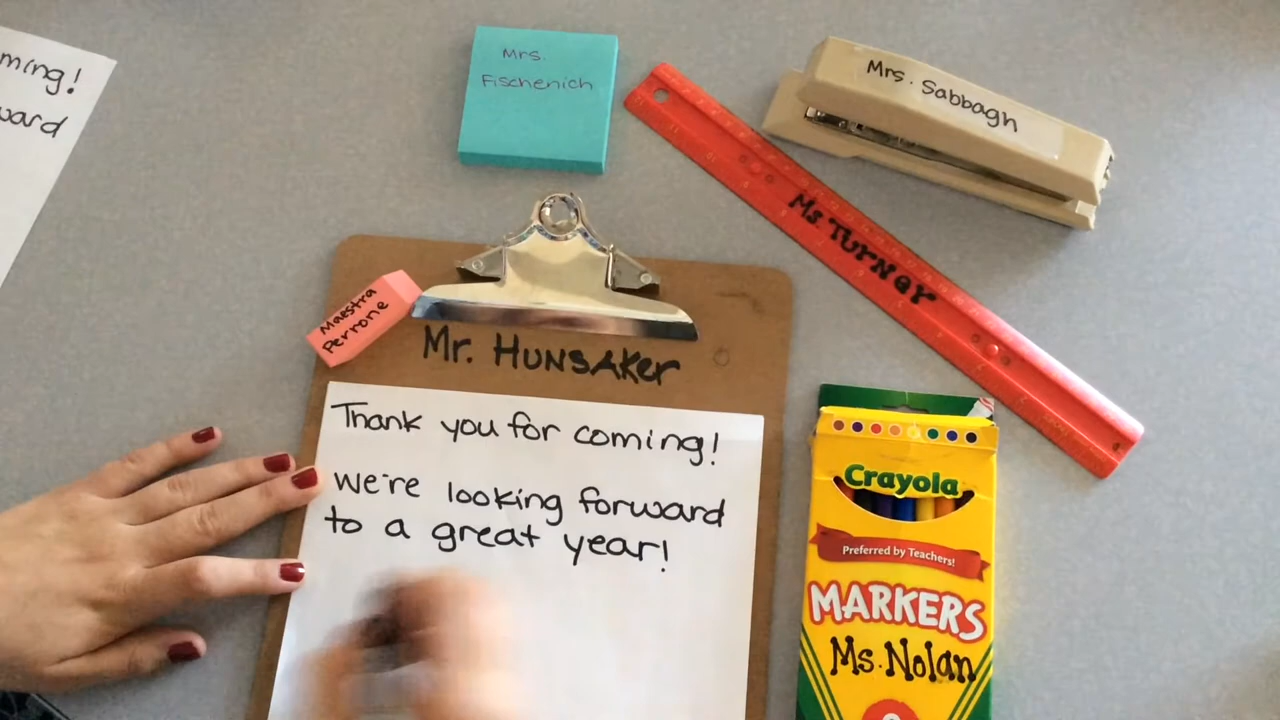 ming!
ward
Mrs.
Fischenich
Mrs. Sabbagh
Ms. TURNEY
Maestra
Perrone
Mr. HUNSAKER
Thank you for coming!
We're looking forward
to a great year!
Crayola
Preferred by Teachers!
MARKERS
Ms. Nolan